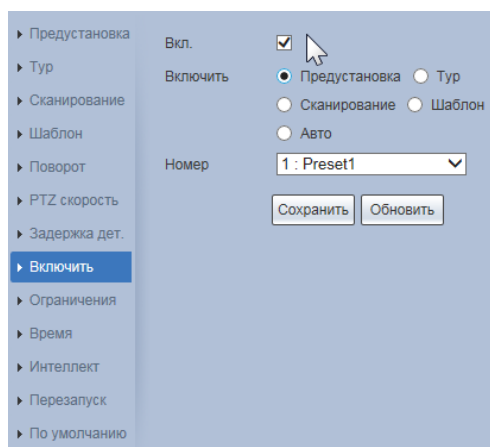 Предустановка
Тур
Сканирование
Шаблон
Поворот
PTZ скорость
Задержка дет.
Включить
Ограничения
Время
Интеллект
Перезапуск
По умолчанию
Вкл.
Включить Предустановка Тур
Сканирование Шаблон
Авто
Номер 1 : Preset1
Сохранить Обновить